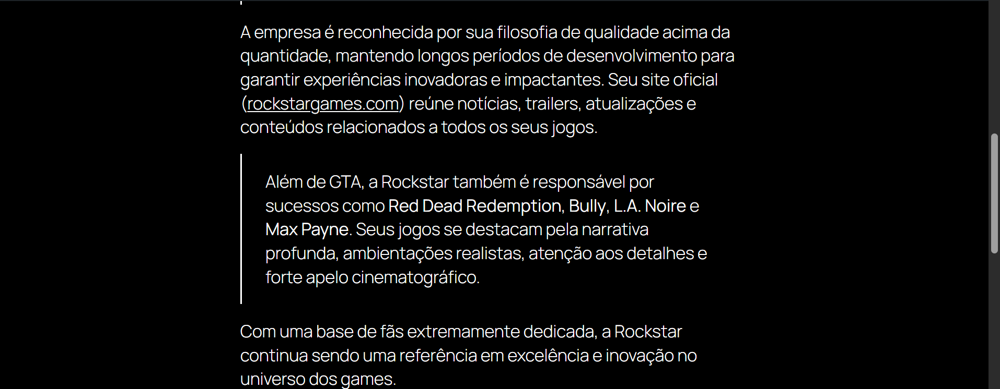 A empresa é reconhecida por sua filosofia de qualidade acima da
quantidade, mantendo longos períodos de desenvolvimento para
garantir experiências inovadoras e impactantes. Seu site oficial
(rockstargames.com) reúne notícias, trailers, atualizações e
conteúdos relacionados a todos os seus jogos.
Além de GTA, a Rockstar também é responsável por
sucessos como Red Dead Redemption, Bully, L.A. Noire e
Max Payne. Seus jogos se destacam pela narrativa
profunda, ambientações realistas, atenção aos detalhes e
forte apelo cinematográfico.
Com uma base de fãs extremamente dedicada, a Rockstar
continua sendo uma referência em excelência e inovação no
universo dos games.